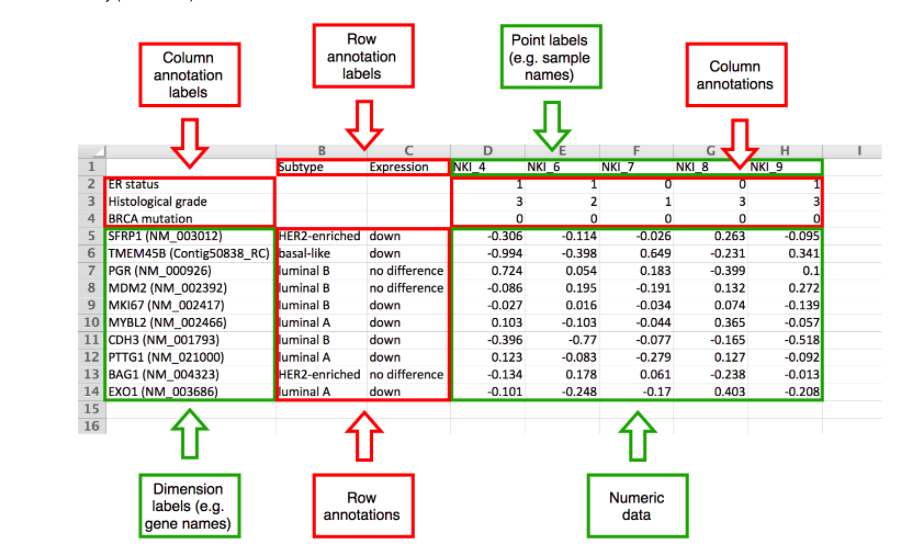 Column
annotation
labels
Row
annotation
labels
Point labels
(e.g. sample
names)
Column
annotations
B C D E F G H I
1 Subtype Expression NKI_4 NKI_6 NKI_7 NKI_8 NKI_9
2 ER status 1 1 0 0 1
3 Histological grade 3 2 1 3 3
4 BRCA mutation 0 0 0 0 0
5 SFRP1 (NM_003012) HER2-enriched down -0.306 -0.114 -0.026 0.263 -0.095
6 TMEM45B (Contig50838_RC) basal-like down -0.994 -0.398 0.649 -0.231 0.341
7 PGR (NM_000926) luminal B no difference 0.724 0.054 0.183 -0.399 0.1
8 MDM2 (NM_002392) luminal B no difference -0.086 0.195 -0.191 0.132 0.272
9 MKI67 (NM_002417) luminal B down -0.027 0.016 -0.034 0.074 -0.139
10 MYBL2 (NM_002466) luminal A down 0.103 -0.103 -0.044 0.365 -0.057
11 CDH3 (NM_001793) luminal B down -0.396 -0.77 -0.077 -0.165 -0.518
12 PTTG1 (NM_021000) luminal A down 0.123 -0.083 -0.279 0.127 -0.092
13 BAG1 (NM_004323) HER2-enriched no difference -0.134 0.178 0.061 -0.238 -0.013
14 EXO1 (NM_003686) luminal A down -0.101 -0.248 -0.17 0.403 -0.208
15
16
Dimension
labels (e.g.
gene names)
Row
annotations
Numeric
data